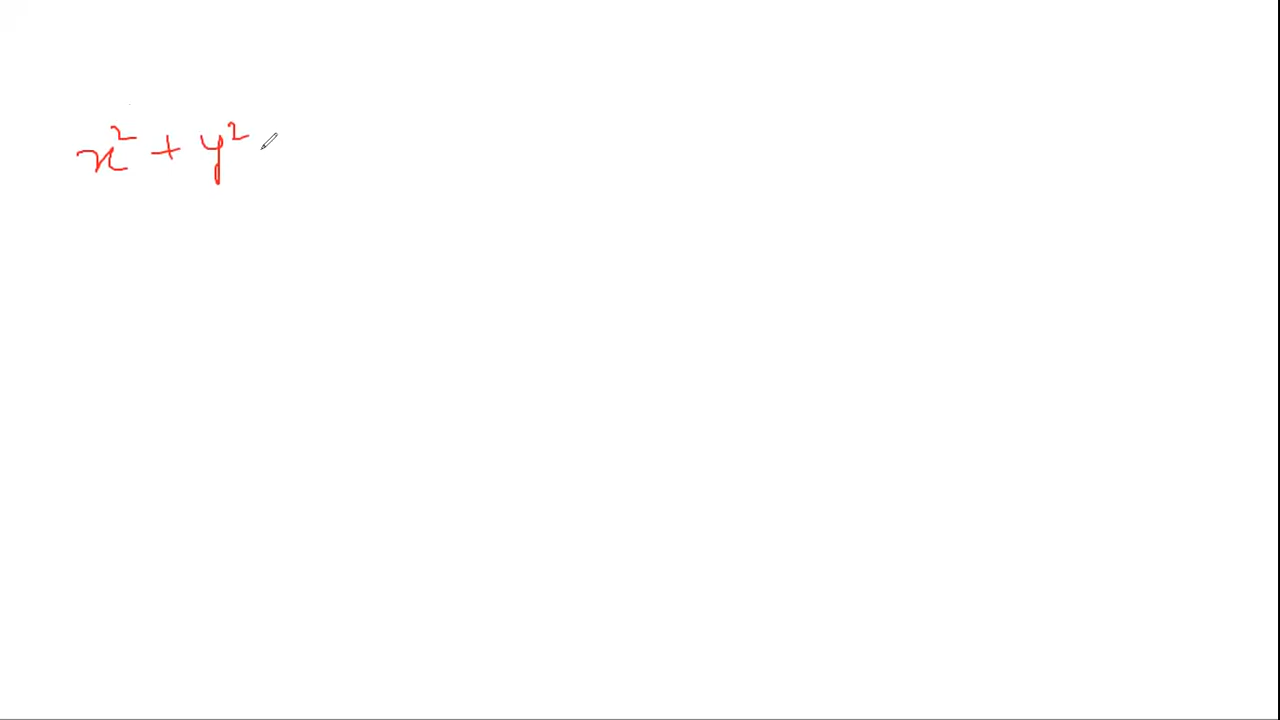 x² + y²